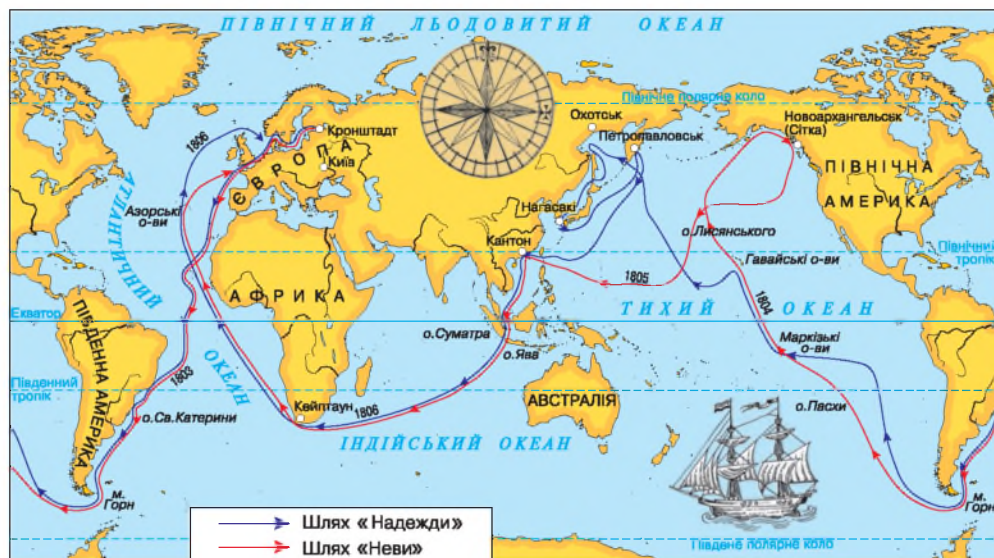 ПІВНІЧНИЙ ЛЬОДОВИТИЙ ОКЕАН
Північне полярне коло
Охотськ
Новоархангельськ
(Сітка)
Петропавловськ
Кронштадт
1806
Київ
ЄВРОПА
ПІВНІЧНА
АМЕРИКА
Азорські
о-ви
АТЛАНТИЧНИЙ
ОКЕАН
Нагасакі
о.Лисянського
Кантон
Північний
тропік
Гавайські о-ви
1805
АФРИКА
1804
ТИХИЙ ОКЕАН
Екватор
о.Суматра
о.Ява
Маркізькі
о-ви
ПІВДЕННА АМЕРИКА
1803
Південний
тропік
АВСТРАЛІЯ
о.Пасхи
о.Св.Катерини
Кейптаун
1806
ІНДІЙСЬКИЙ ОКЕАН
м.
Горн
м.
Горн
Шлях «Надежди»
Шлях «Неви»
Південе полярне коло